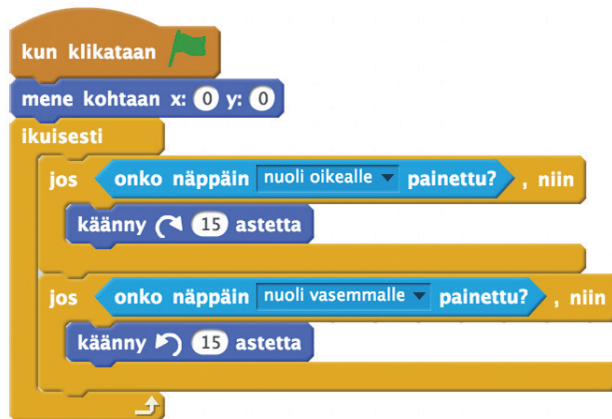 kun klikataan
mene kohtaan x: 0 y: 0
ikuisesti
jos onko näppäin nuoli oikealle painettu? , niin
käänny 15 astetta
jos onko näppäin nuoli vasemmalle painettu? , niin
käänny 15 astetta